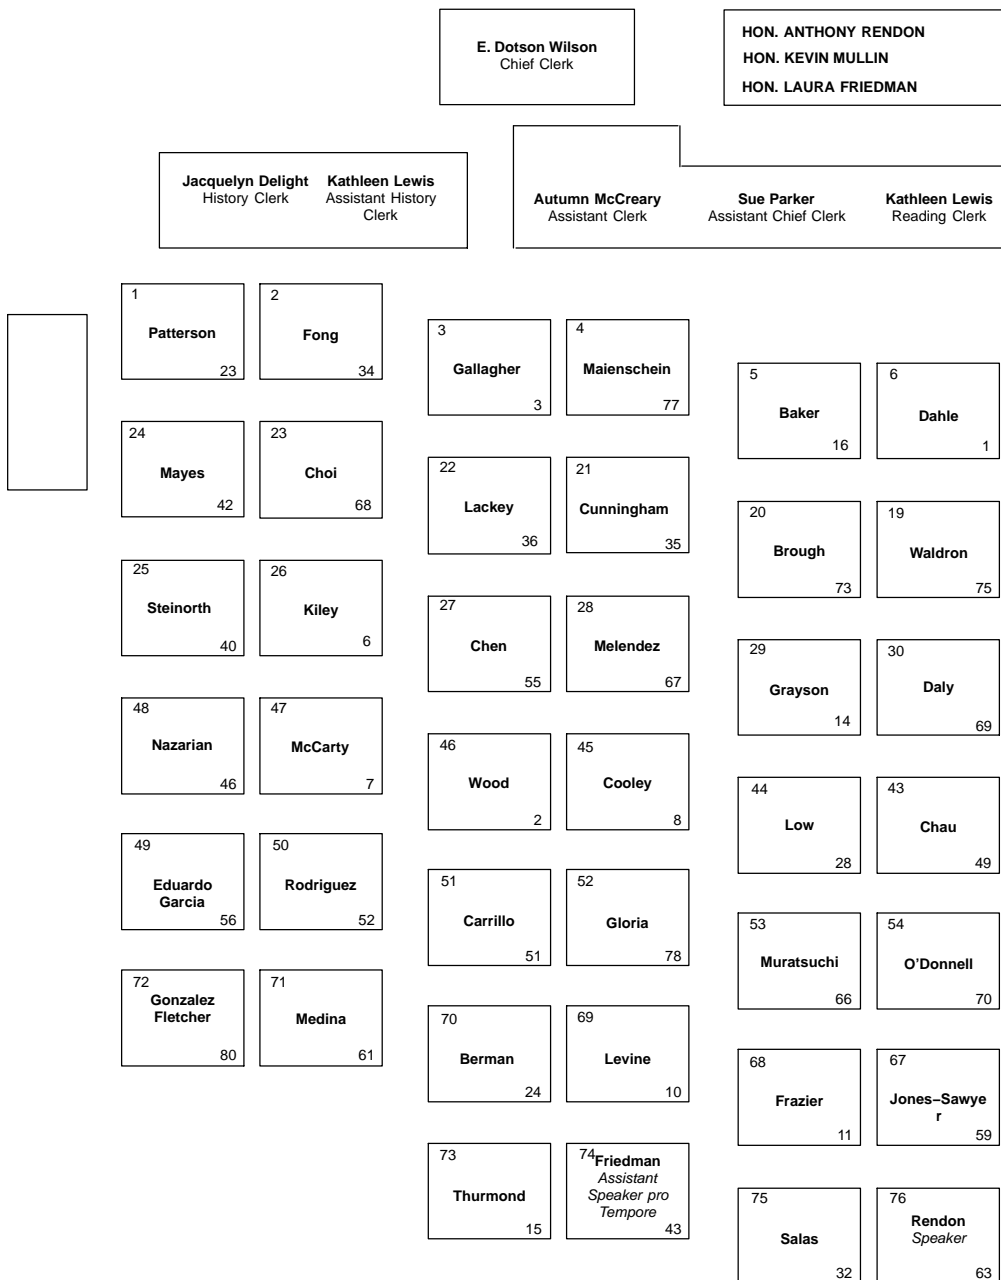 E. Dotson Wilson
Chief Clerk
HON. ANTHONY RENDON
HON. KEVIN MULLIN
HON. LAURA FRIEDMAN
Jacquelyn Delight
History Clerk
Kathleen Lewis
Assistant History
Clerk
Autumn McCreary
Assistant Clerk
Sue Parker
Assistant Chief Clerk
Kathleen Lewis
Reading Clerk
1
Patterson
23
2
Fong
34
3
Gallagher
3
4
Maienschein
77
5
Baker
16
6
Dahle
1
24
Mayes
42
23
Choi
68
22
Lackey
36
21
Cunningham
35
20
Brough
73
19
Waldron
75
25
Steinorth
40
26
Kiley
6
27
Chen
55
28
Melendez
67
29
Grayson
14
30
Daly
69
48
Nazarian
46
47
McCarty
7
46
Wood
2
45
Cooley
8
44
Low
28
43
Chau
49
49
Eduardo
Garcia
56
50
Rodriguez
52
51
Carrillo
51
52
Gloria
78
53
Muratsuchi
66
54
O'Donnell
70
72
Gonzalez
Fletcher
80
71
Medina
61
70
Berman
24
69
Levine
10
68
Frazier
11
67
Jones−Sawye
r
59
73
Thurmond
15
74
Friedman
Assistant
Speaker pro
Tempore
43
75
Salas
32
76
Rendon
Speaker
63